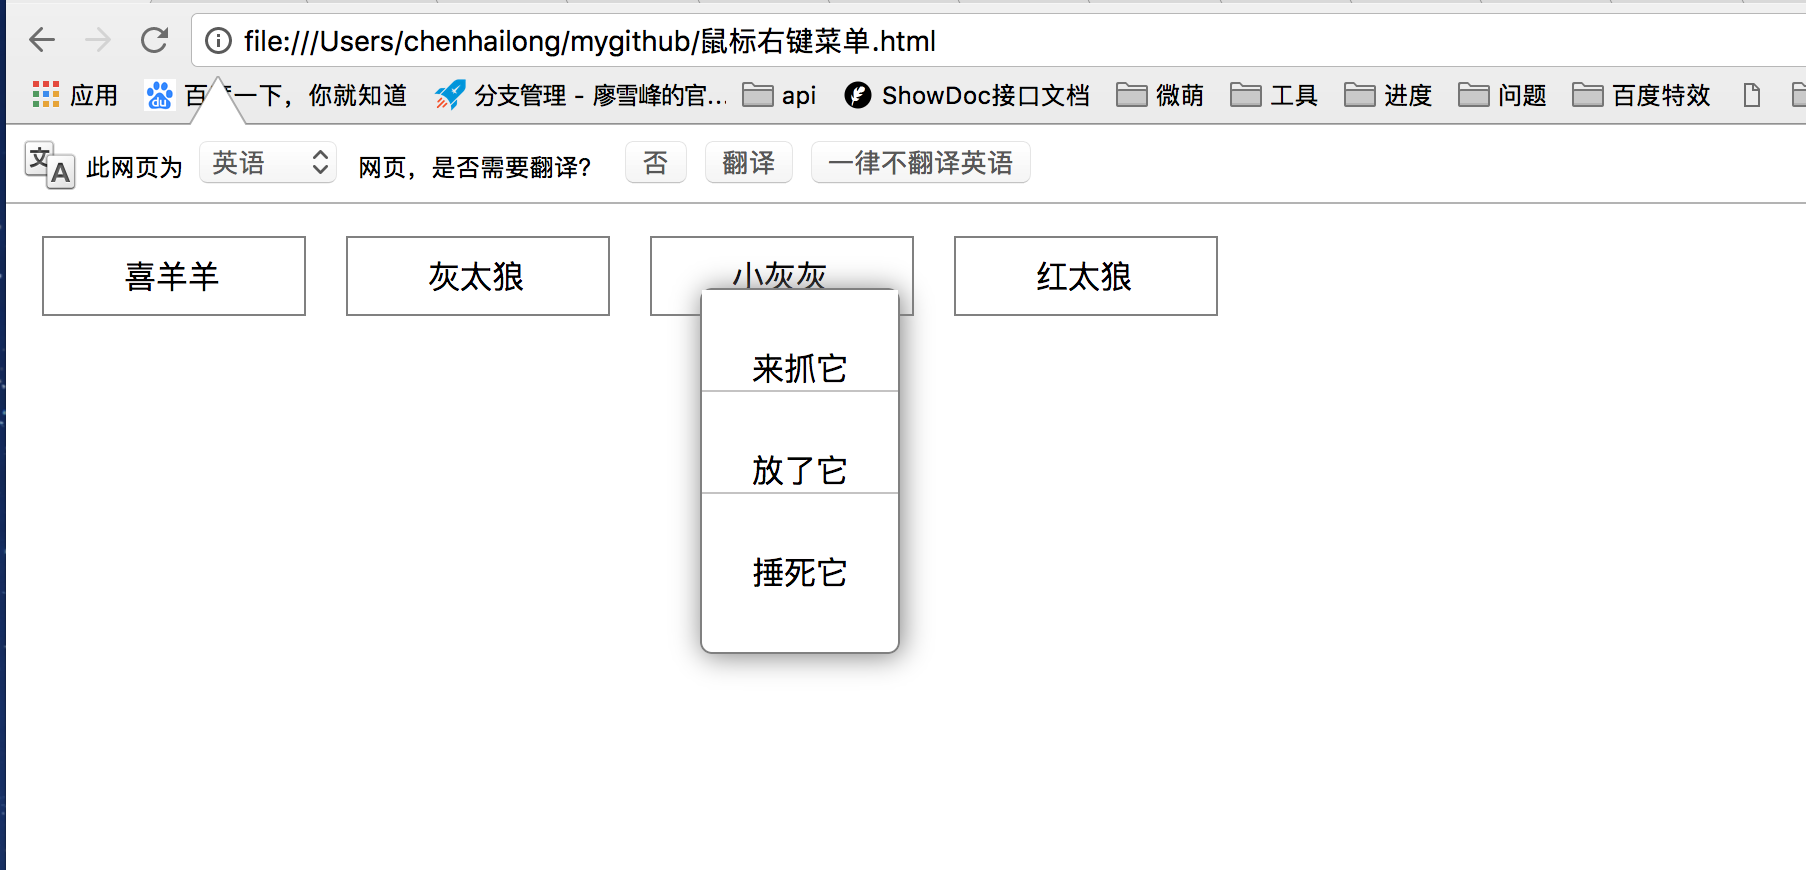 file:///Users/chenhailong/mygithub/鼠标右键菜单.html
应用 百度一下，你就知道 分支管理 - 廖雪峰的官... api ShowDoc接口文档 微萌 工具 进度 问题 百度特效
此网页为 英语 网页，是否需要翻译? 否 翻译 一律不翻译英语
喜羊羊 灰太狼 小灰灰 红太狼
来抓它
放了它
捶死它